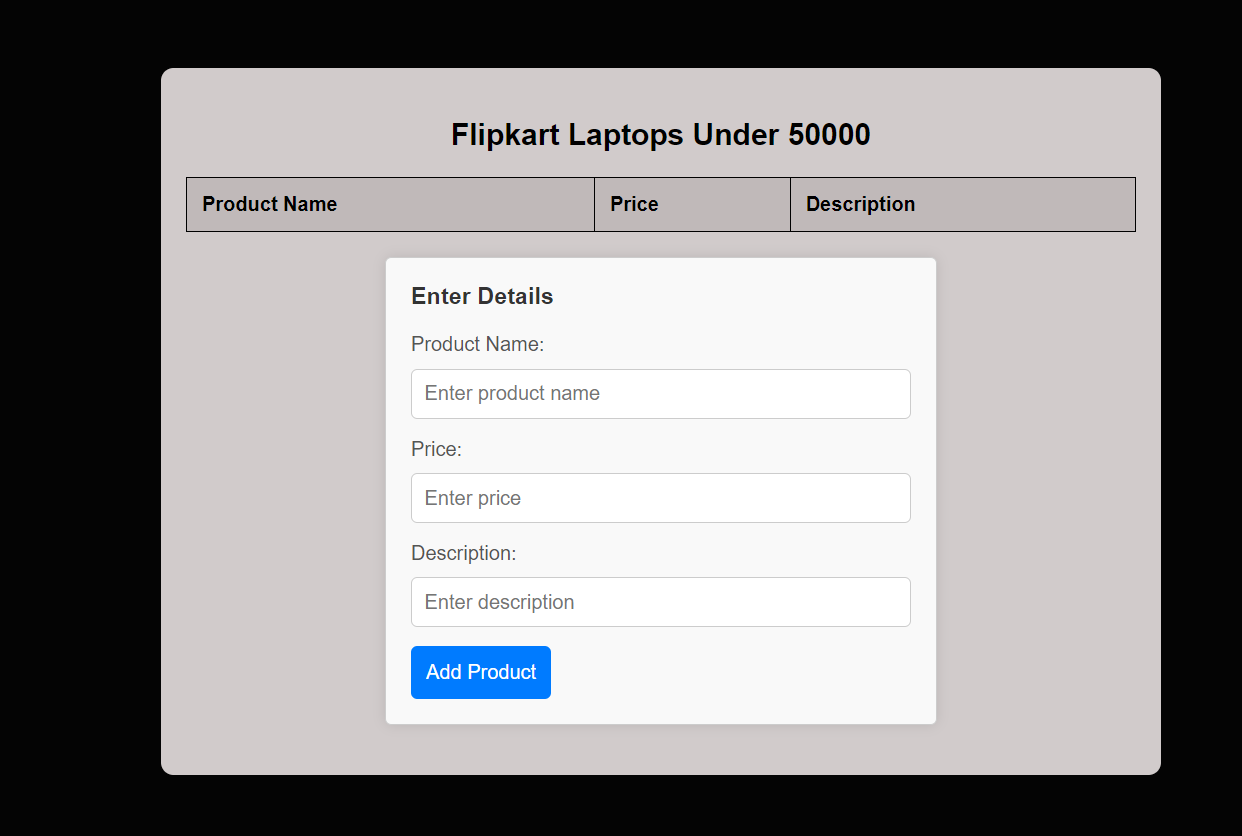 Flipkart Laptops Under 50000
Product Name Price Description
Enter Details
Product Name:
Enter product name
Price:
Enter price
Description:
Enter description
Add Product